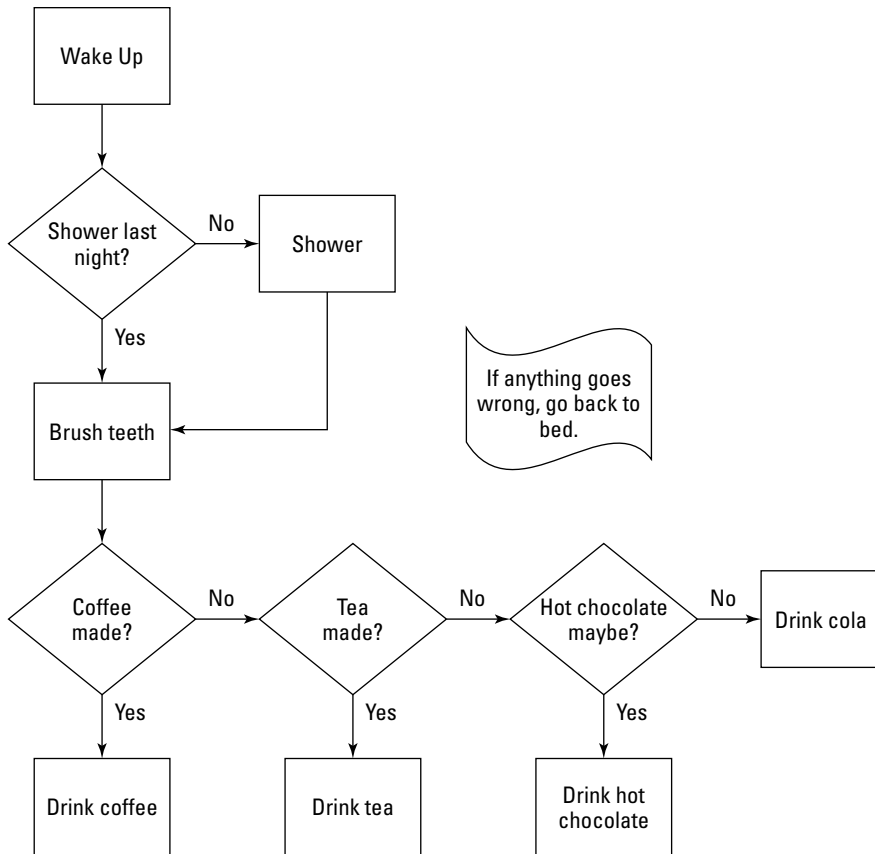 Wake Up
Shower last
night?
No
Shower
Yes
If anything goes
wrong, go back to
bed.
Brush teeth
Coffee
made?
No
Tea
made?
No
Hot chocolate
maybe?
No
Drink cola
Yes
Yes
Yes
Drink coffee
Drink tea
Drink hot
chocolate